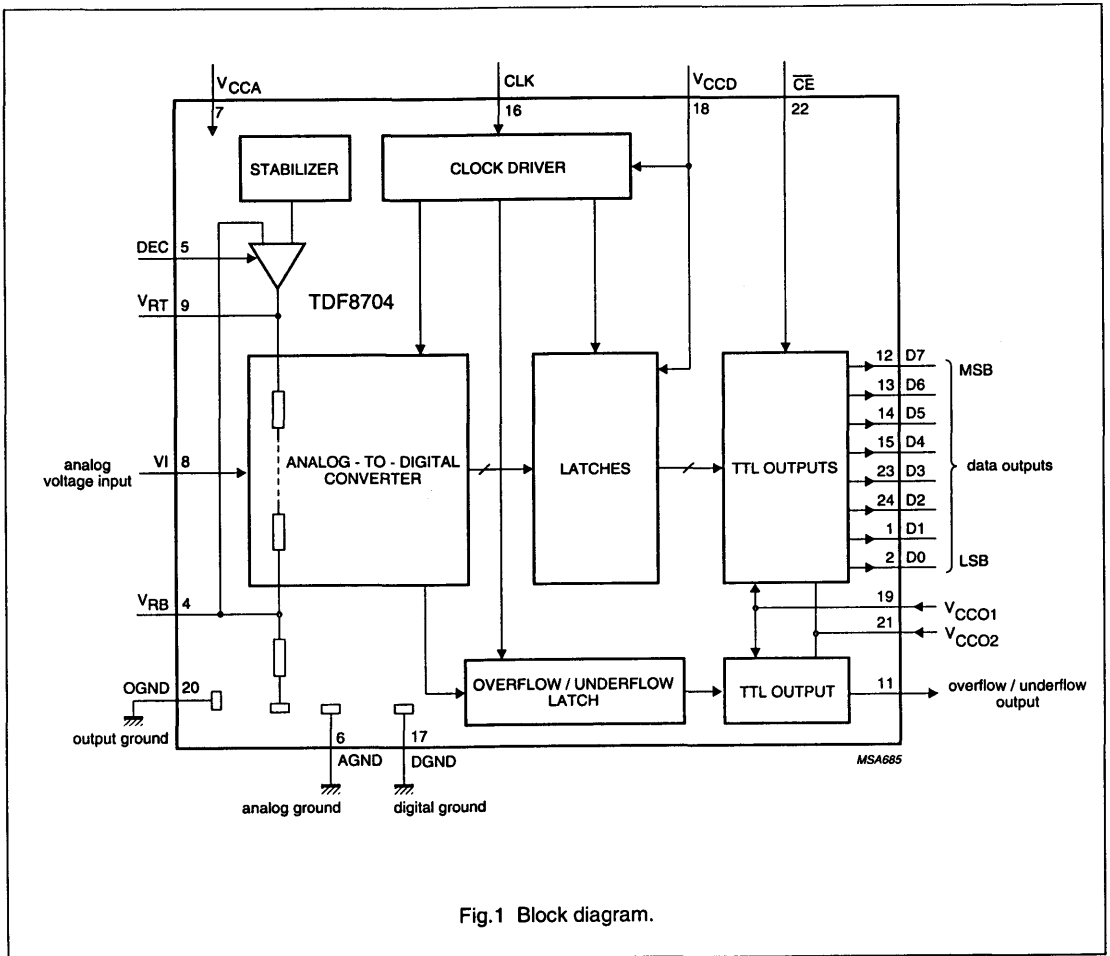 VCCA
7
CLK
16
VCCD
18
CE
22
STABILIZER
CLOCK DRIVER
DEC 5
VRT 9
TDF8704
VI 8
analog
voltage input
ANALOG - TO - DIGITAL
CONVERTER
LATCHES
TTL OUTPUTS
12 D7
MSB
13 D6
14 D5
15 D4
23 D3
24 D2
1 D1
2 D0
LSB
data outputs
VRB 4
19
VCCO1
21
VCCO2
OVERFLOW / UNDERFLOW
LATCH
TTL OUTPUT
11
overflow / underflow
output
OGND 20
output ground
6
AGND
analog ground
17
DGND
digital ground
MSA685
Fig.1 Block diagram.